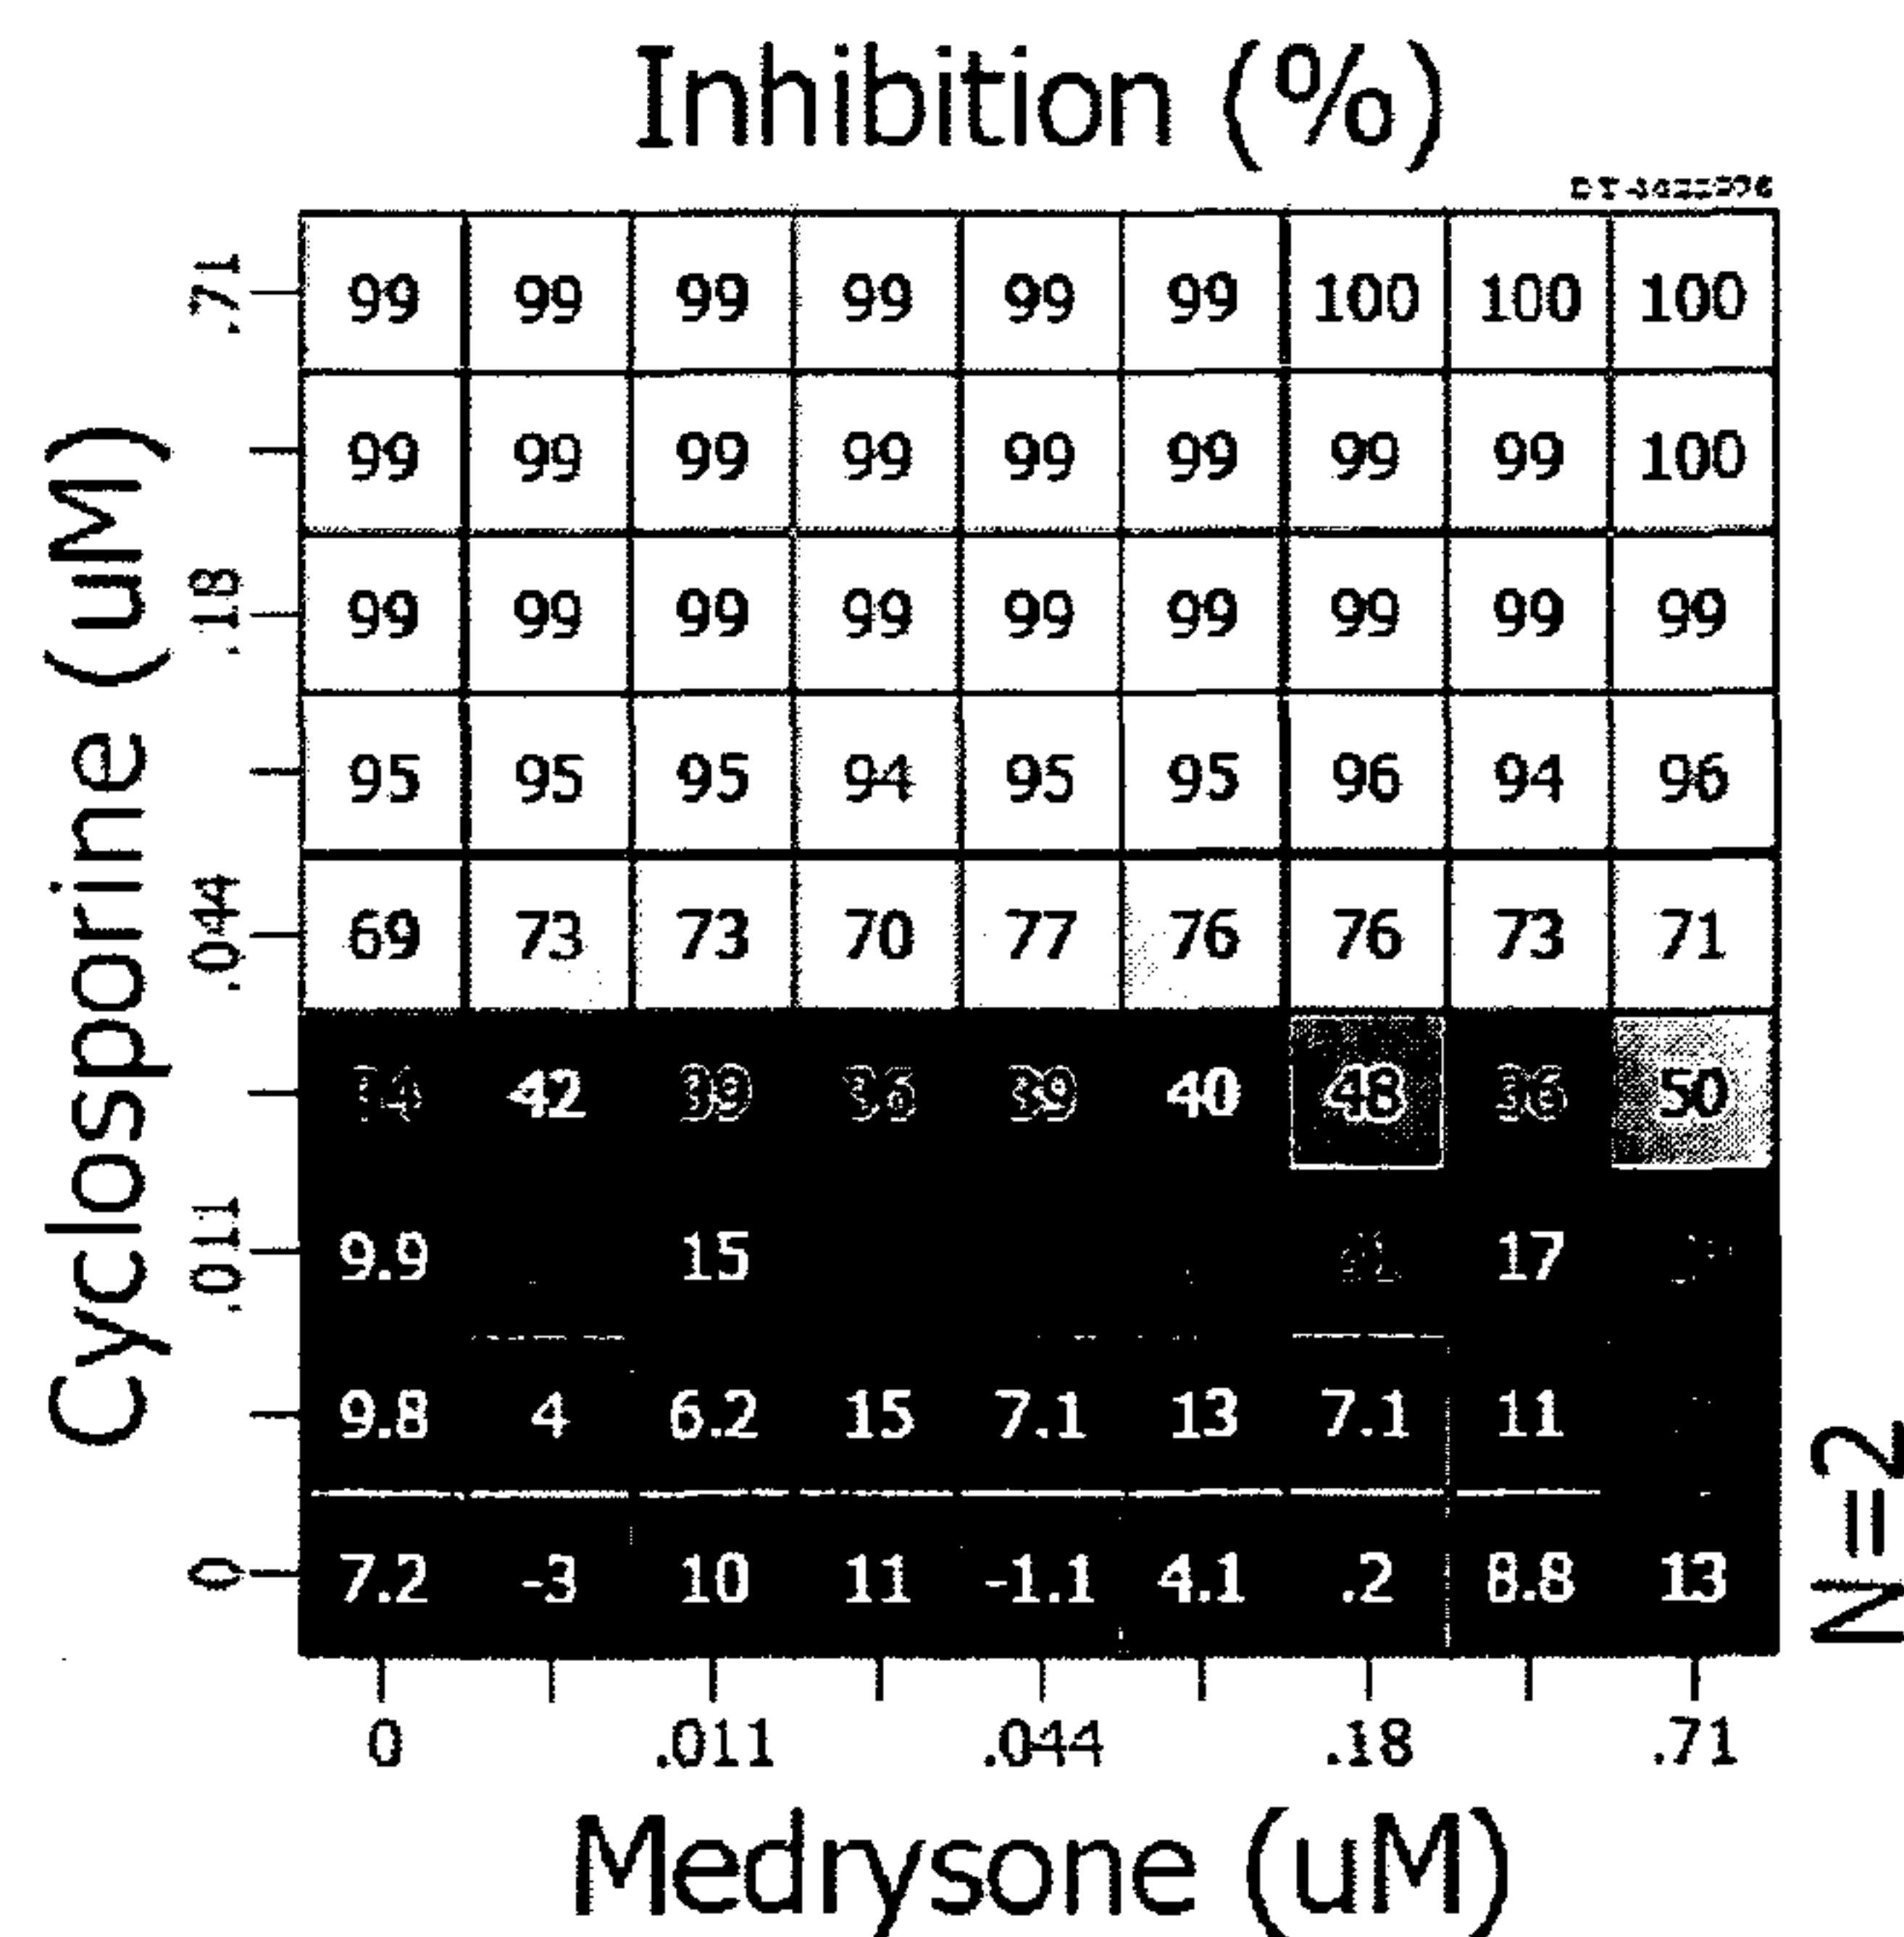 Inhibition (%)
Cyclosporine (uM)
.71 99 99 99 99 99 99 100 100 100
99 99 99 99 99 99 99 99 100
.18 99 99 99 99 99 99 99 99 99
95 95 95 94 95 95 96 94 96
.044 69 73 73 70 77 76 76 73 71
34 42 39 36 39 40 48 36 50
.011 9.9 15 17
9.8 4 6.2 15 7.1 13 7.1 11
0 7.2 -3 10 11 -1.1 4.1 .2 8.8 13
N=2
0 .011 .044 .18 .71
Medrysone (uM)